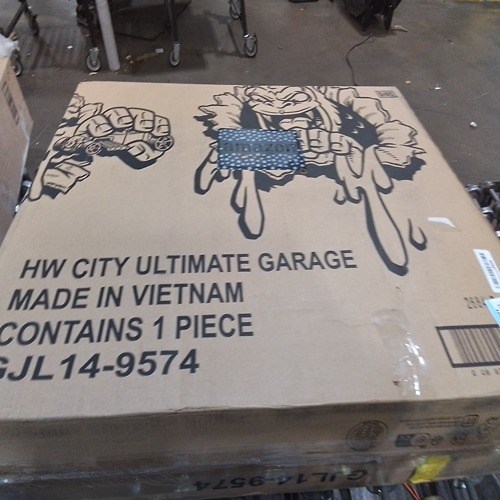 amazon
HW CITY ULTIMATE GARAGE
MADE IN VIETNAM
CONTAINS 1 PIECE
GJL14-9574
GJL14-9574